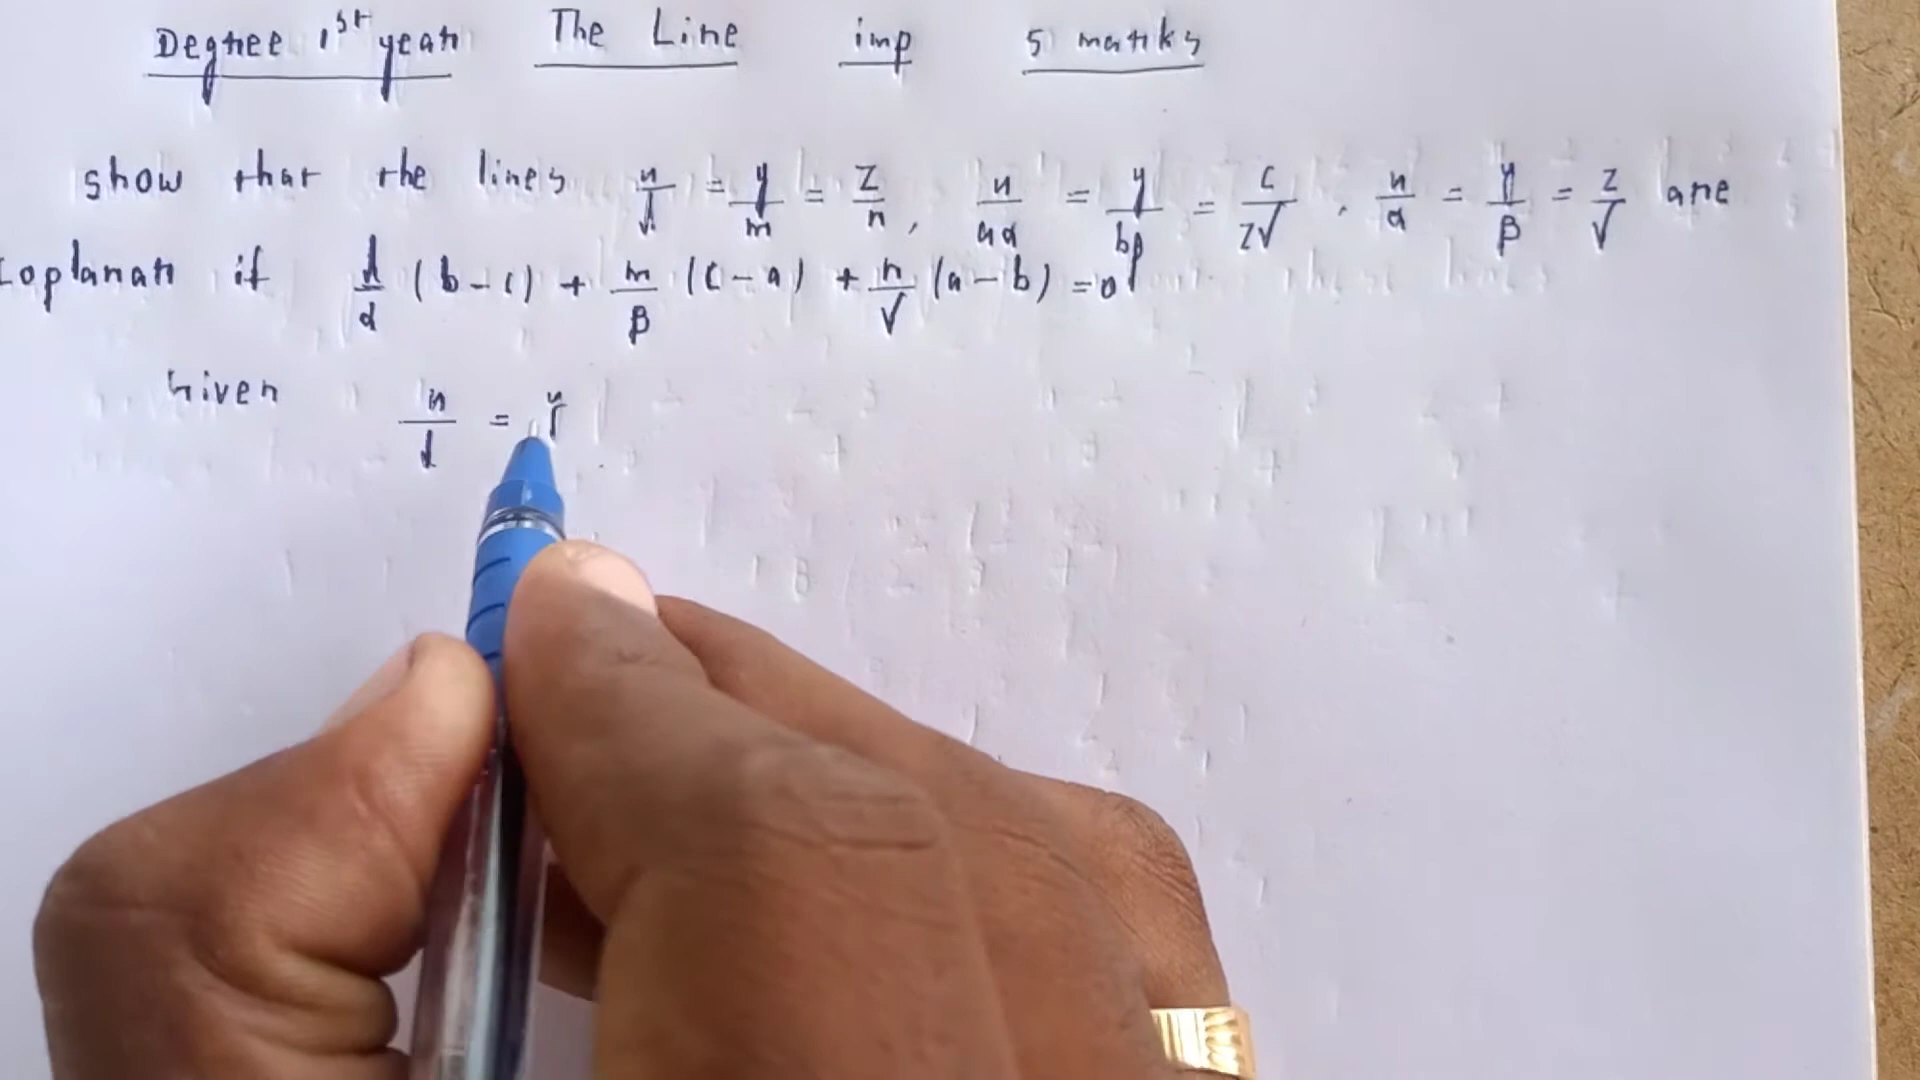 Degree 1st year The Line imp 5 marks
show that the lines x/l = y/m = z/n, x/aα = y/bβ = c/z√, x/α = y/β = z/√ are
Coplanar if l/α (b-c) + m/β (c-a) + n/√ (a-b) = 0
Given x/l = y